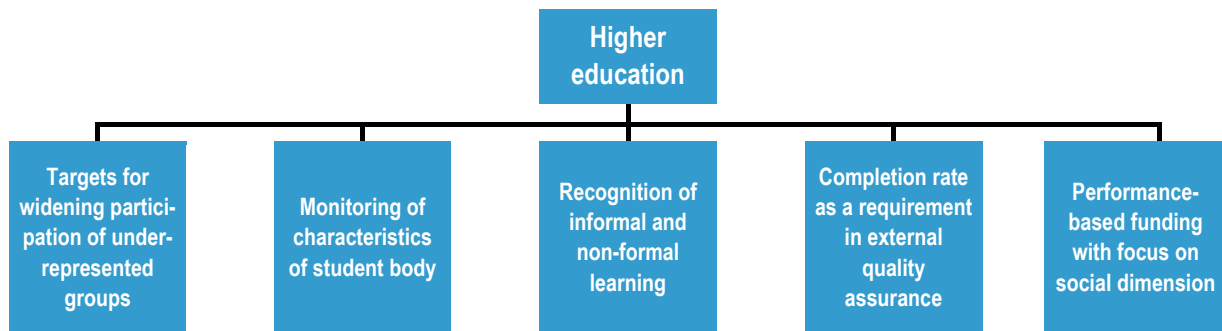 Higher
education
Targets for
widening partici-
pation of under-
represented
groups
Monitoring of
characteristics
of student body
Recognition of
informal and
non-formal
learning
Completion rate
as a requirement
in external
quality
assurance
Performance-
based funding
with focus on
social dimension